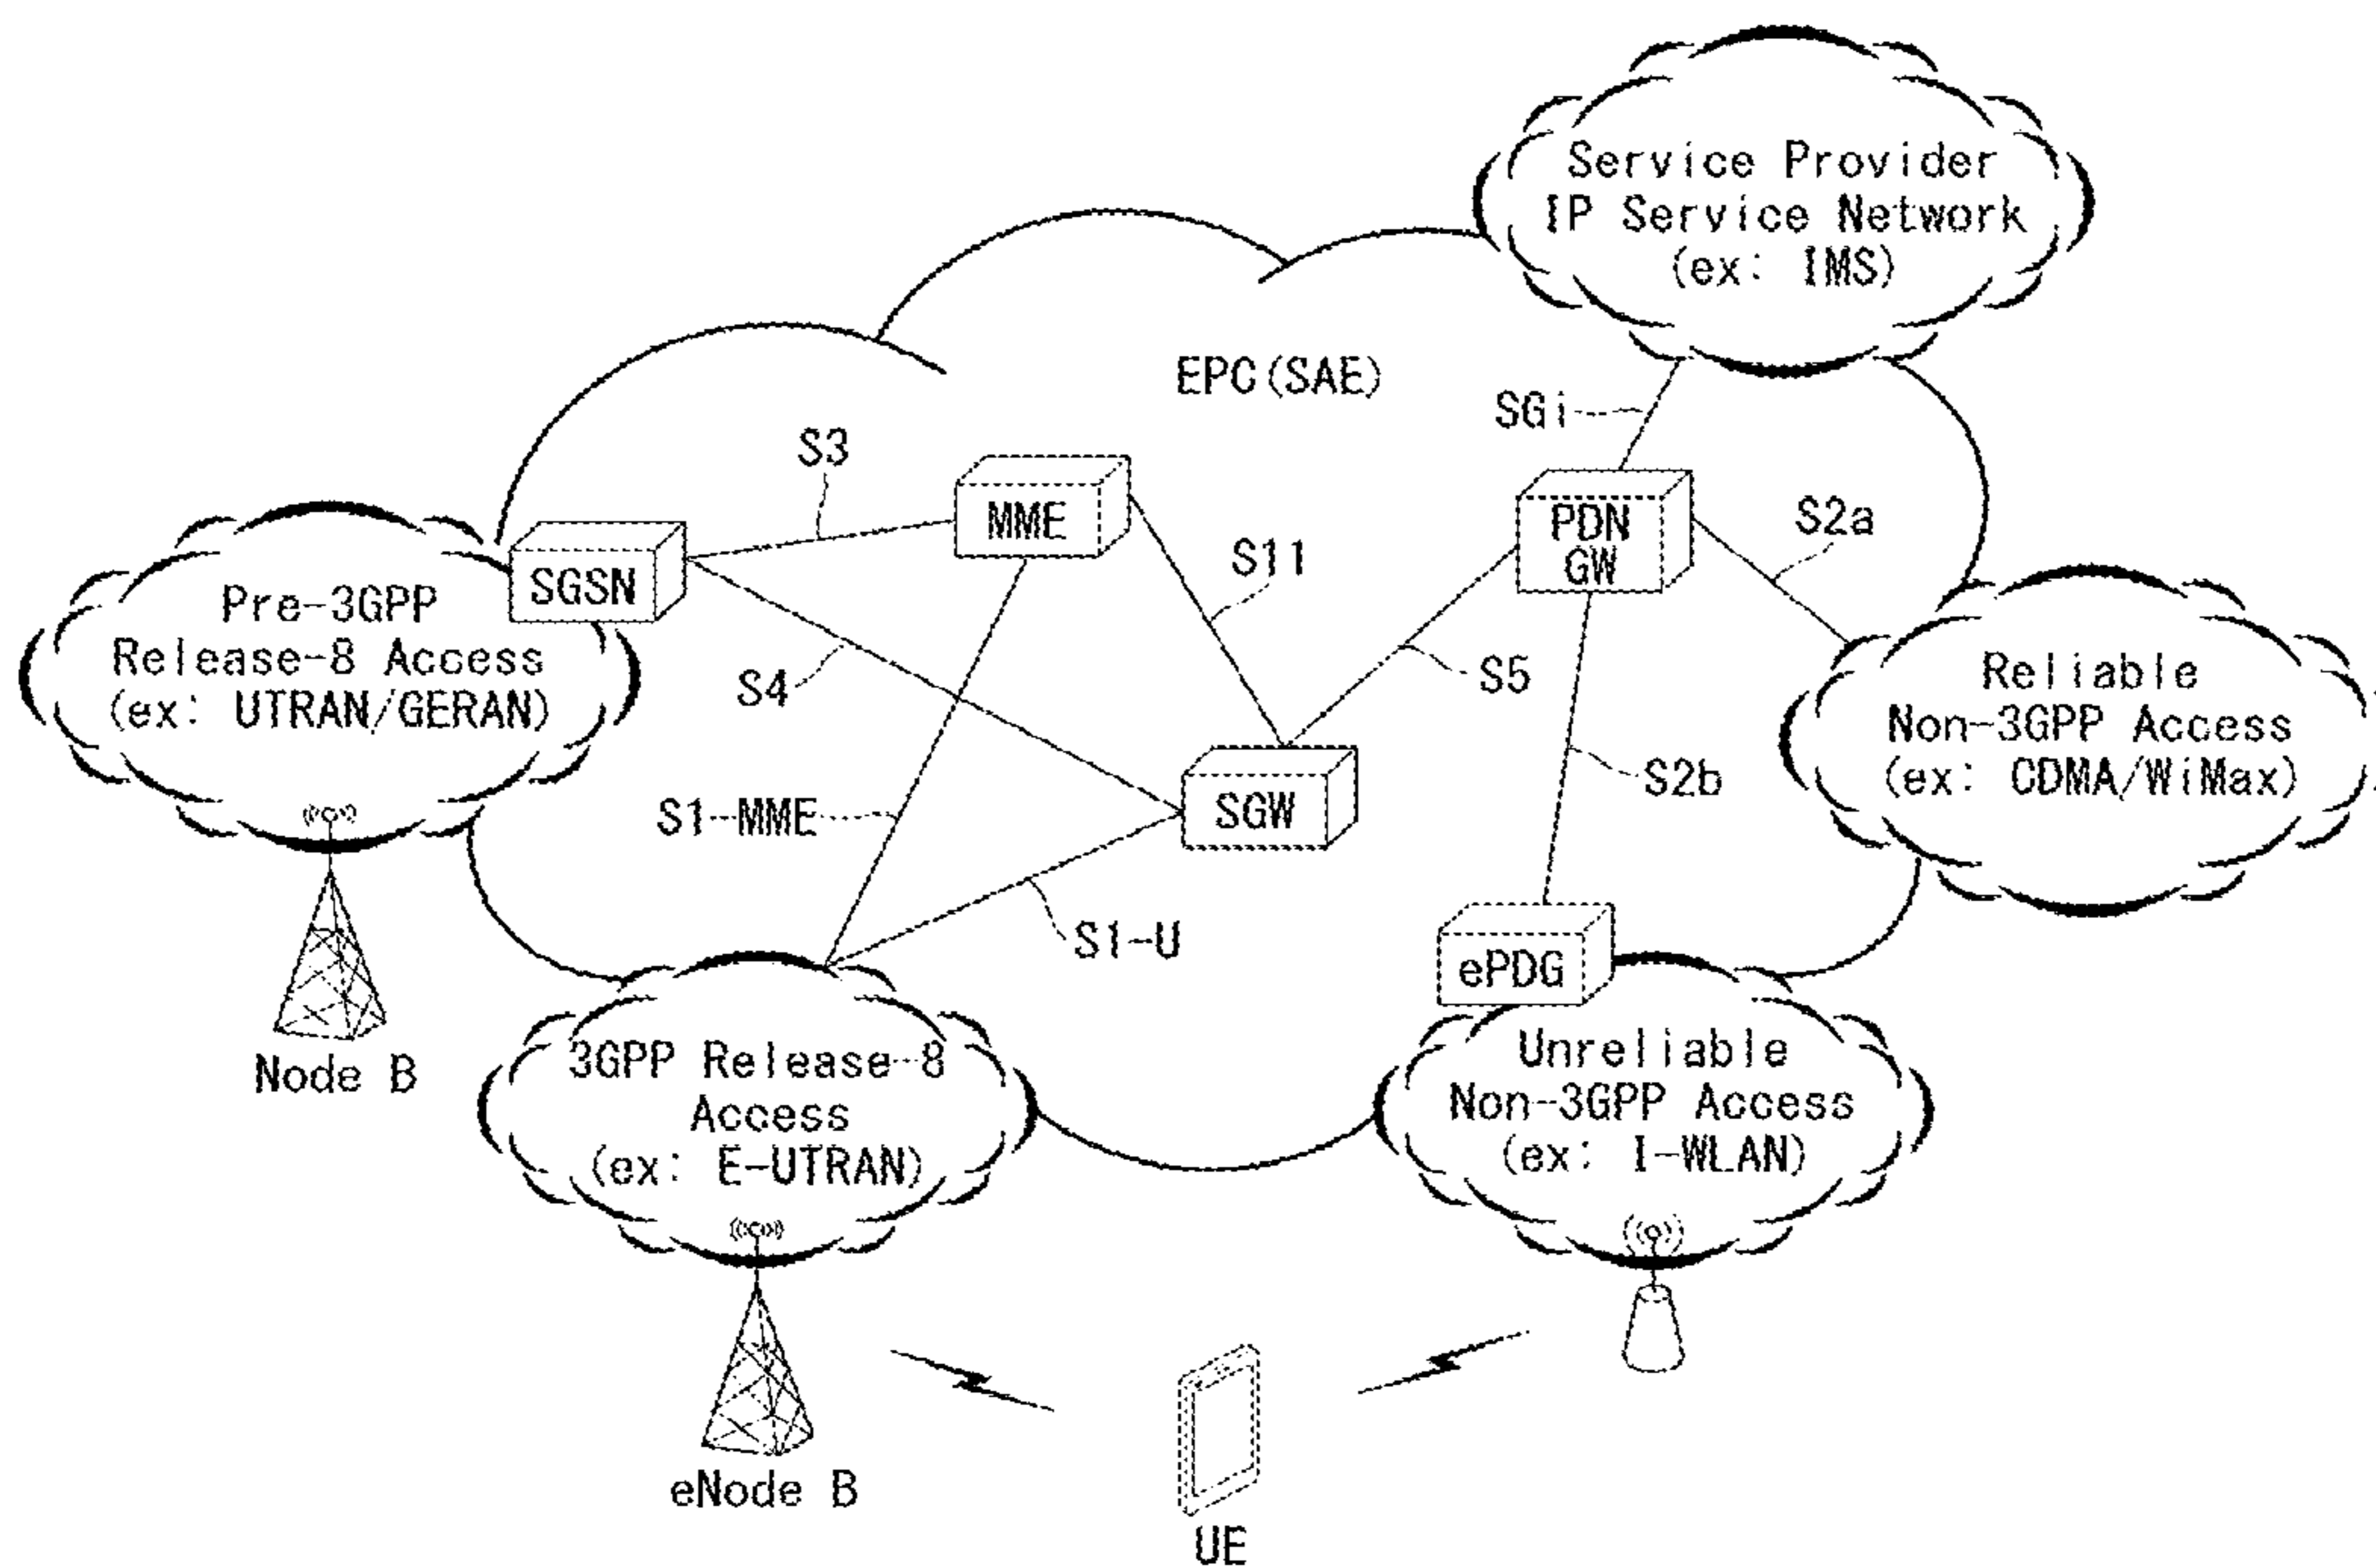 Service Provider
IP Service Network
(ex: IMS)
EPC(SAE)
SGi
S3
MME
PDN
GW
S2a
SGSN
S11
Pre-3GPP
Release-8 Access
(ex: UTRAN/GERAN)
S4
S5
Reliable
Non-3GPP Access
(ex: CDMA/WiMax)
S2b
S1-MME
SGW
S1-U
ePDG
Node B
3GPP Release-8
Access
(ex: E-UTRAN)
Unreliable
Non-3GPP Access
(ex: I-WLAN)
eNode B
UE